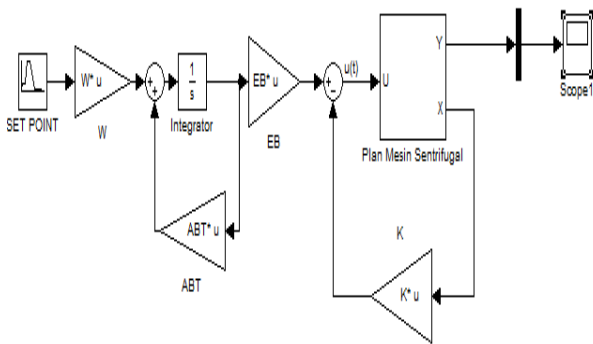 SET POINT
W* u
W
+
+
1
s
Integrator
EB* u
EB
+
−
u(t)
U
Y
X
Plan Mesin Sentrifugal
Scope1
ABT* u
ABT
K
K* u